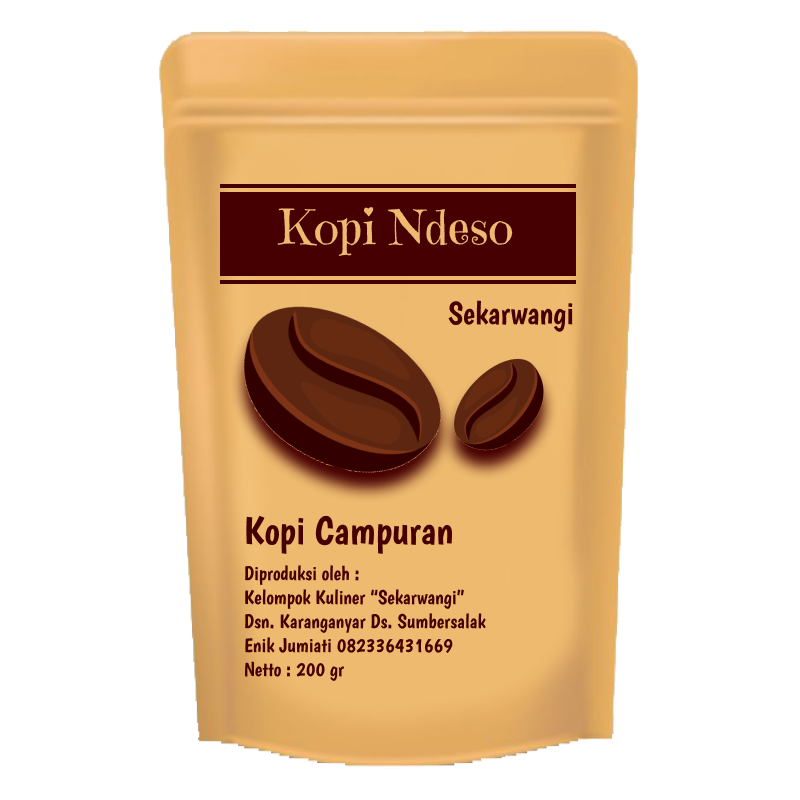 Kopi Ndeso
Sekarwangi
Kopi Campuran
Diproduksi oleh :
Kelompok Kuliner “Sekarwangi”
Dsn. Karanganyar Ds. Sumbersalak
Enik Jumiati 082336431669
Netto : 200 gr